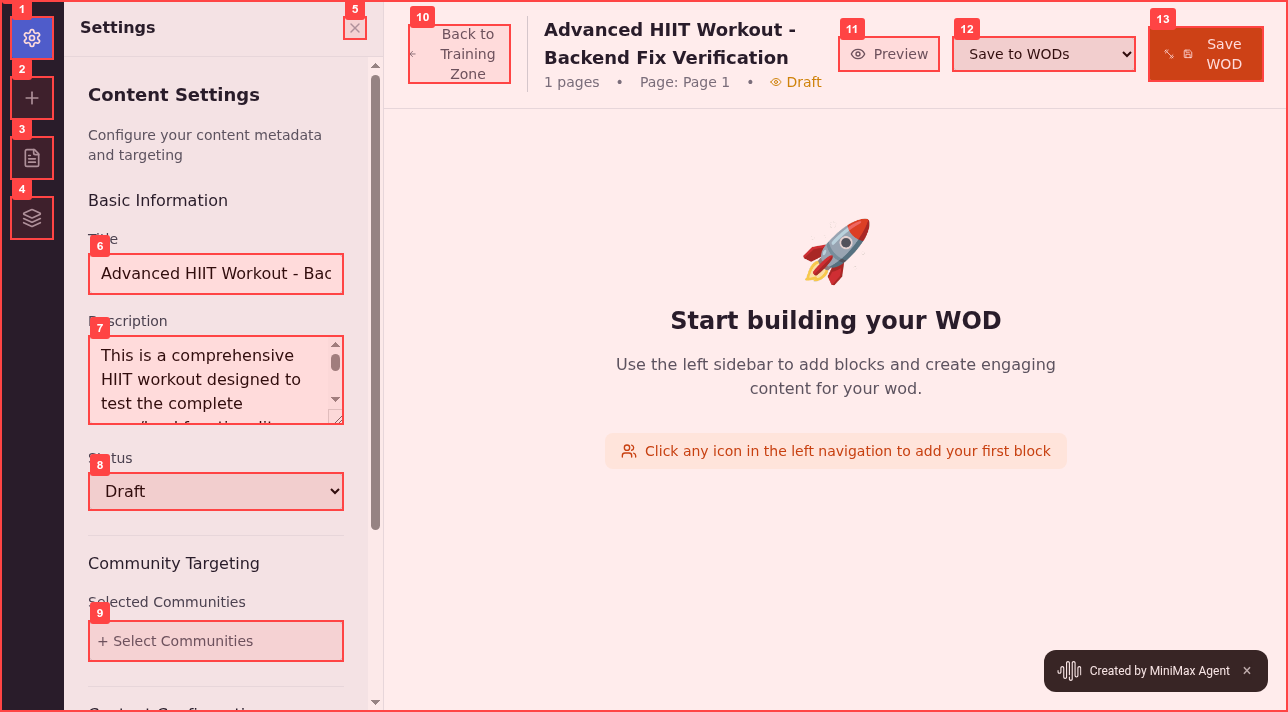 1
2
3
4
Settings
5
Content Settings
Configure your content metadata
and targeting
Basic Information
Title
6
Advanced HIIT Workout - Bac
Description
7
This is a comprehensive
HIIT workout designed to
test the complete
Status
8
Draft
Community Targeting
Selected Communities
9
+ Select Communities
10
Back to
Training
Zone
Advanced HIIT Workout -
Backend Fix Verification
1 pages • Page: Page 1 • Draft
11
Preview
12
Save to WODs
13
Save
WOD
Start building your WOD
Use the left sidebar to add blocks and create engaging
content for your wod.
Click any icon in the left navigation to add your first block
Created by MiniMax Agent ×